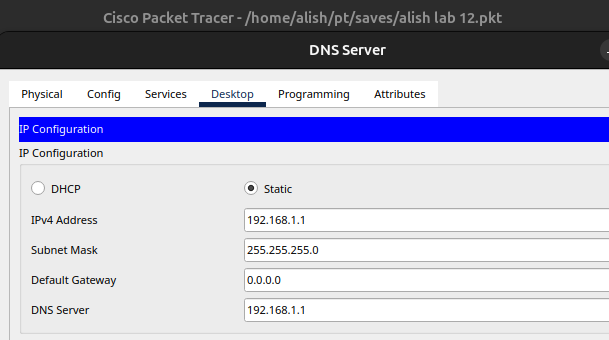 Cisco Packet Tracer - /home/alish/pt/saves/alish lab 12.pkt
DNS Server
Physical Config Services Desktop Programming Attributes
IP Configuration
IP Configuration
DHCP Static
IPv4 Address 192.168.1.1
Subnet Mask 255.255.255.0
Default Gateway 0.0.0.0
DNS Server 192.168.1.1